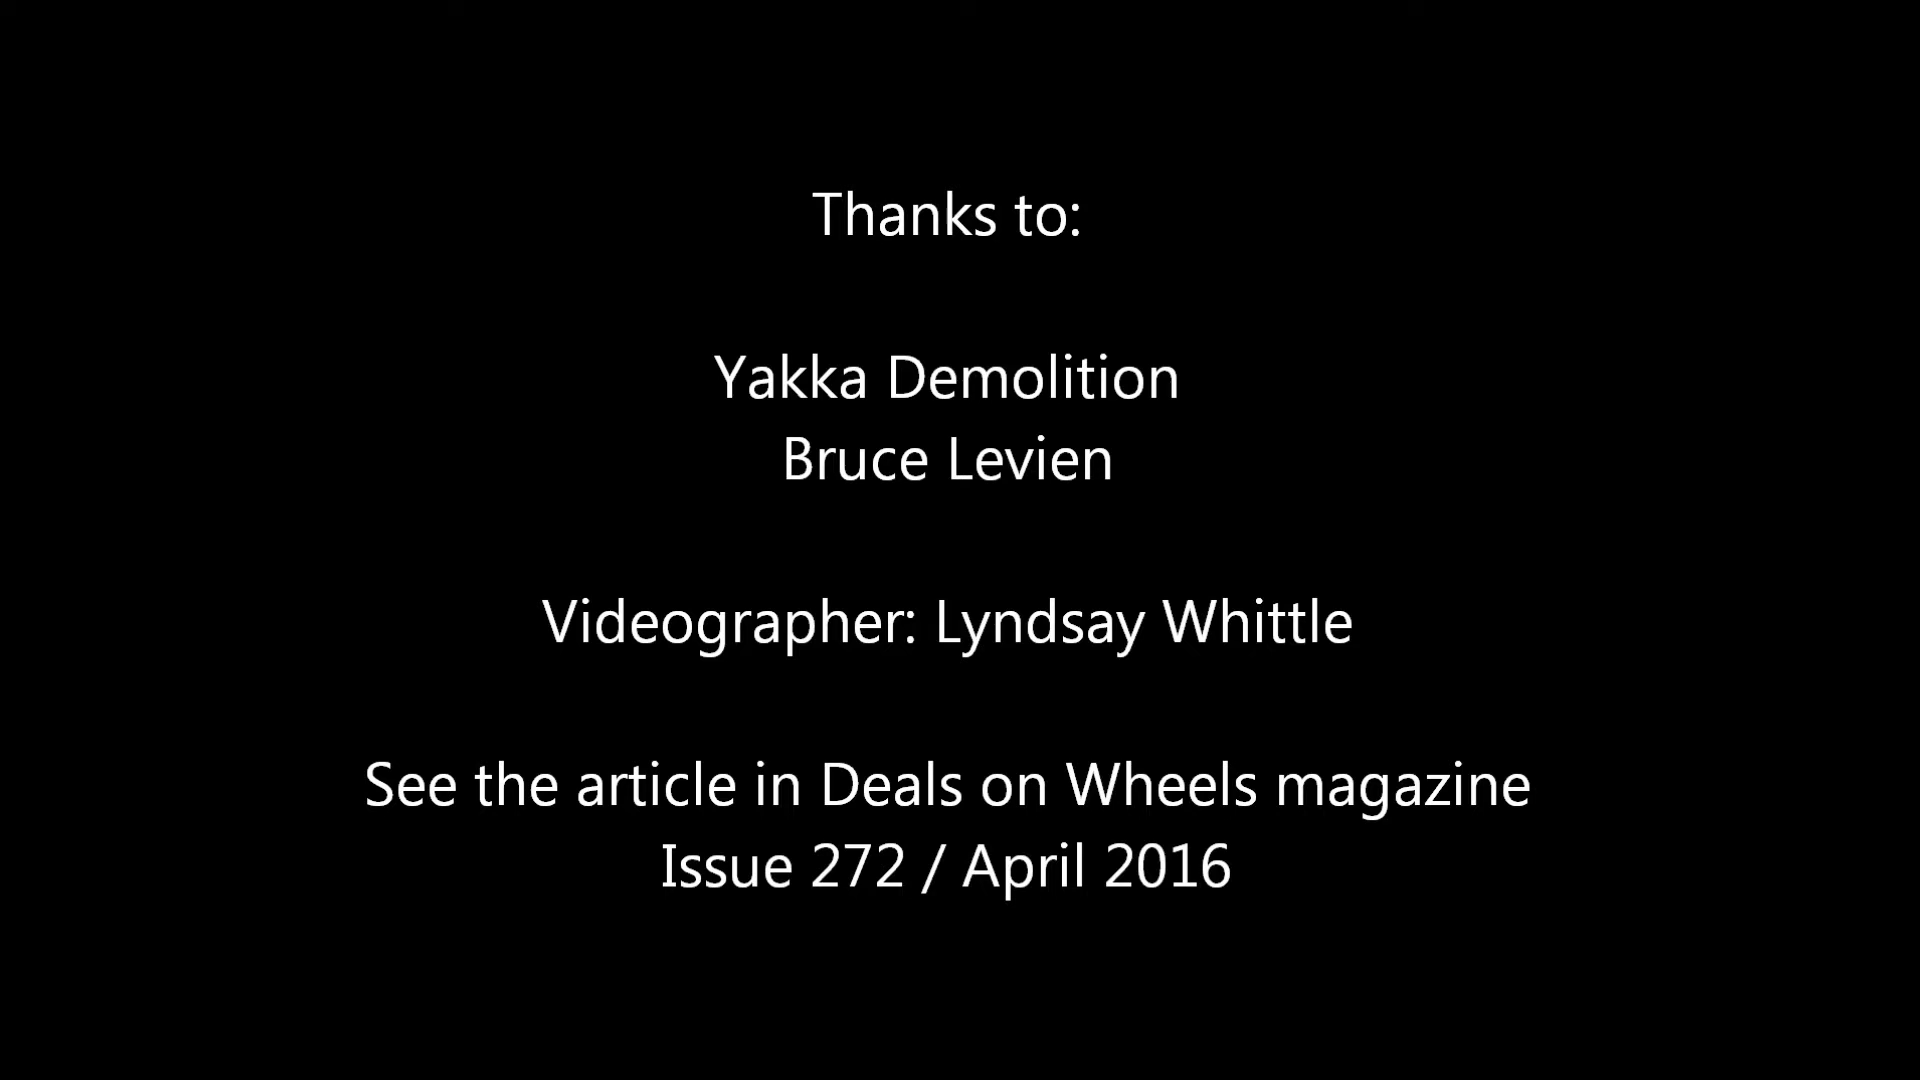 Thanks to:
Yakka Demolition
Bruce Levien
Videographer: Lyndsay Whittle
See the article in Deals on Wheels magazine
Issue 272 / April 2016